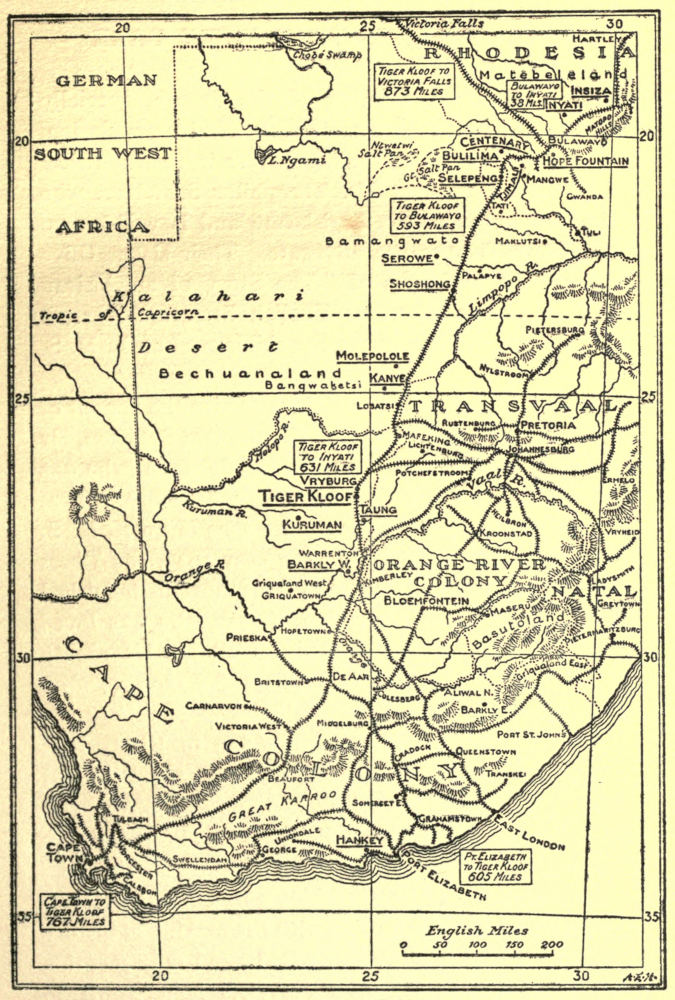 20
25
30
Victoria Falls
HARTLEY
RHODESIA
Chobé Swamp
GERMAN
SOUTH WEST
AFRICA
TIGER KLOOF TO
VICTORIA FALLS
873 MILES
Matebeleland
BULAWAYO
TO INYATI
38 MLS.
INSIZA
INYATI
MATOPO
HILLS
20
20
L. Ngami
Ntwetwi
Salt Pan
Salt Pan
CENTENARY
BULAWAYO
BULILIMA
HOPE FOUNTAIN
SELEPENG
DOMBALE
MANGWE
GWANDA
TIGER KLOOF
TO BULAWAYO
593 MILES
TATI
TULI
Bamangwato
MAKLUTSI
SEROWE
PALAPYE
SHOSHONG
Limpopo R.
Kalahari
Tropic of Capricorn
PIETERSBURG
Desert
MOLEPOLOLE
NYLSTROOM
Bechuanaland
KANYE
Bangwaketsi
25
25
LOBATSI
TRANSVAAL
RUSTENBURG
PRETORIA
MAFEKING
LICHTENBURG
JOHANNESBURG
Molopo R.
TIGER KLOOF
TO INYATI
631 MILES
POTCHEFSTROOM
ERMELO
VRYBURG
Vaal R.
TIGER KLOOF
TAUNG
Kuruman R.
KURUMAN
HEILBRON
KROONSTAD
VRYHEID
WARRENTON
BARKLY W.
ORANGE RIVER
COLONY
Orange R.
KIMBERLEY
LADYSMITH
Griqualand West
GRIQUATOWN
BLOEMFONTEIN
NATAL
MASERU
GREYTOWN
Basutoland
PRIESKA
HOPETOWN
PIETERMARITZBURG
Orange
30
30
Griqualand East
BRITSTOWN
DE AAR
COLESBERG
ALIWAL N.
CARNARVON
BARKLY E.
VICTORIA WEST
MIDDELBURG
PORT ST. JOHN'S
CAPE COLONY
CRADOCK
QUEENSTOWN
BEAUFORT
TRANSKEI
GREAT KARROO
SOMERSET E.
TULBAGH
GRAHAMSTOWN
EAST LONDON
UNIONDALE
HANKEY
CAPE
TOWN
WORCESTER
GEORGE
SWELLENDAM
PORT ELIZABETH
CALEDON
PT. ELIZABETH
TO TIGER KLOOF
605 MILES
CAPE TOWN TO
TIGER KLOOF
767 MILES
35
35
English Miles
0 50 100 150 200
20
25
30